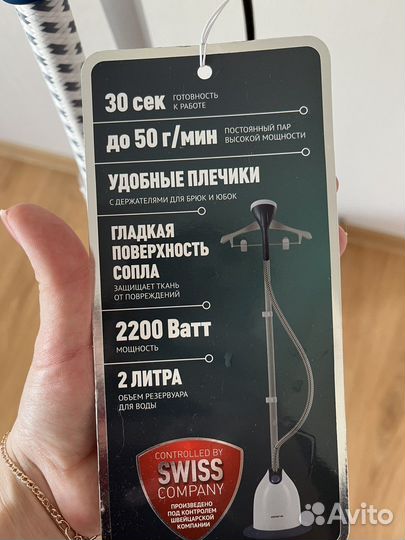 30 сек ГОТОВНОСТЬ
К РАБОТЕ
до 50 г/мин ПОСТОЯННЫЙ ПАР
ВЫСОКОЙ МОЩНОСТИ
УДОБНЫЕ ПЛЕЧИКИ
С ДЕРЖАТЕЛЯМИ ДЛЯ БРЮК И ЮБОК
ГЛАДКАЯ
ПОВЕРХНОСТЬ
СОПЛА
ЗАЩИЩАЕТ ТКАНЬ
ОТ ПОВРЕЖДЕНИЙ
2200 Ватт
МОЩНОСТЬ
2 ЛИТРА
ОБЪЕМ РЕЗЕРВУАРА
ДЛЯ ВОДЫ
CONTROLLED BY
SWISS
COMPANY
ПРОИЗВЕДЕНО
ПОД КОНТРОЛЕМ
ШВЕЙЦАРСКОЙ
КОМПАНИИ
Avito